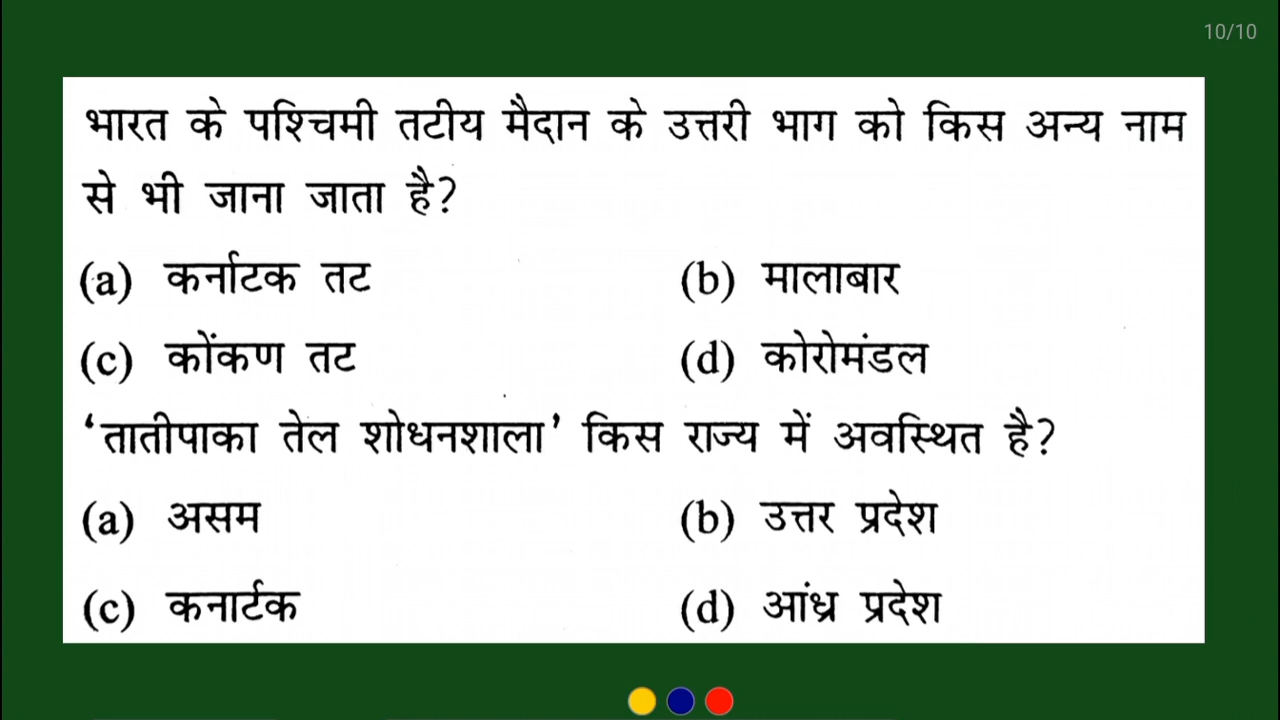 10/10
भारत के पश्चिमी तटीय मैदान के उत्तरी भाग को किस अन्य नाम
से भी जाना जाता है?
(a) कर्नाटक तट (b) मालाबार
(c) कोंकण तट (d) कोरोमंडल
‘तातीपाका तेल शोधनशाला’ किस राज्य में अवस्थित है?
(a) असम (b) उत्तर प्रदेश
(c) कनार्टक (d) आंध्र प्रदेश